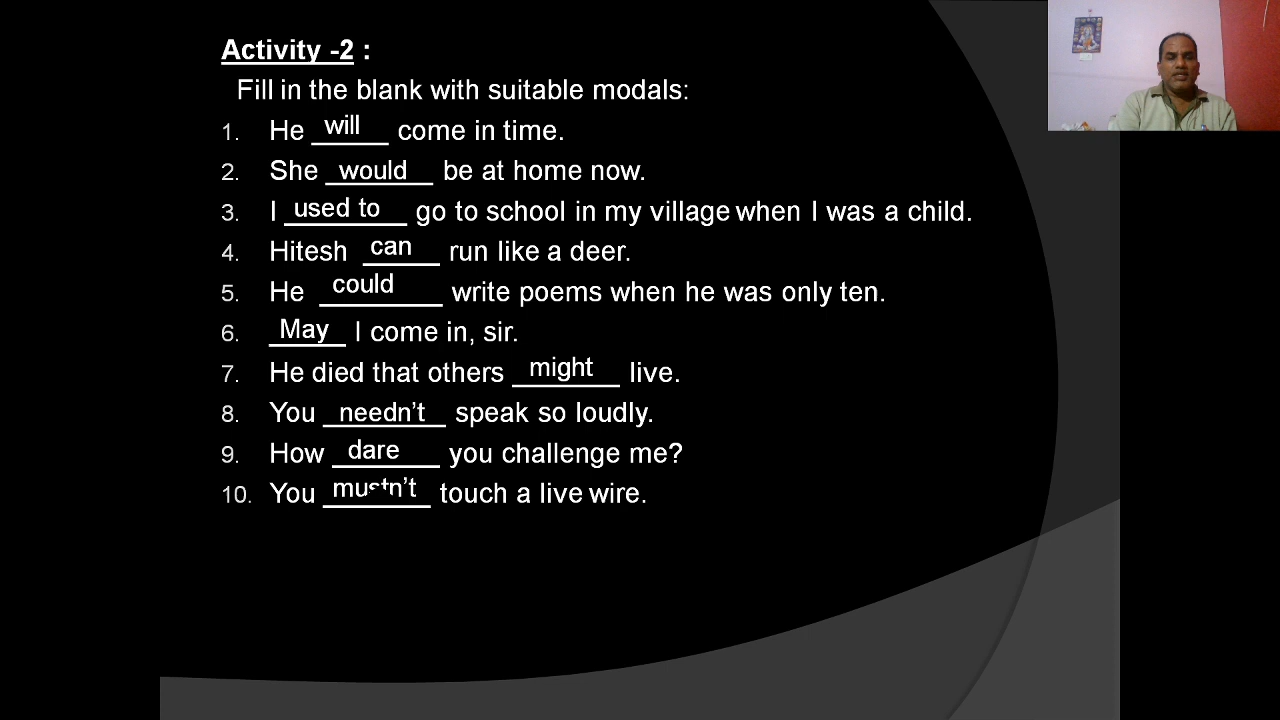 Activity -2 :
Fill in the blank with suitable modals:
1. He will come in time.
2. She would be at home now.
3. I used to go to school in my village when I was a child.
4. Hitesh can run like a deer.
5. He could write poems when he was only ten.
6. May I come in, sir.
7. He died that others might live.
8. You needn't speak so loudly.
9. How dare you challenge me?
10. You mustn't touch a live wire.